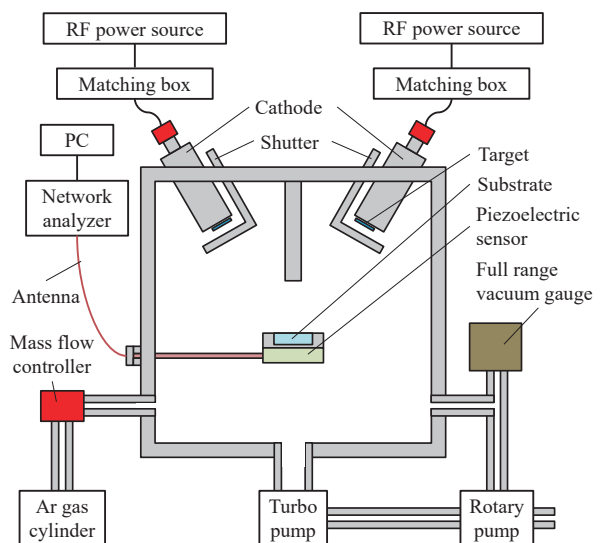 RF power source
RF power source
Matching box
Matching box
Cathode
PC
Shutter
Target
Network
analyzer
Substrate
Piezoelectric
sensor
Antenna
Full range
vacuum gauge
Mass flow
controller
Ar gas
cylinder
Turbo
pump
Rotary
pump